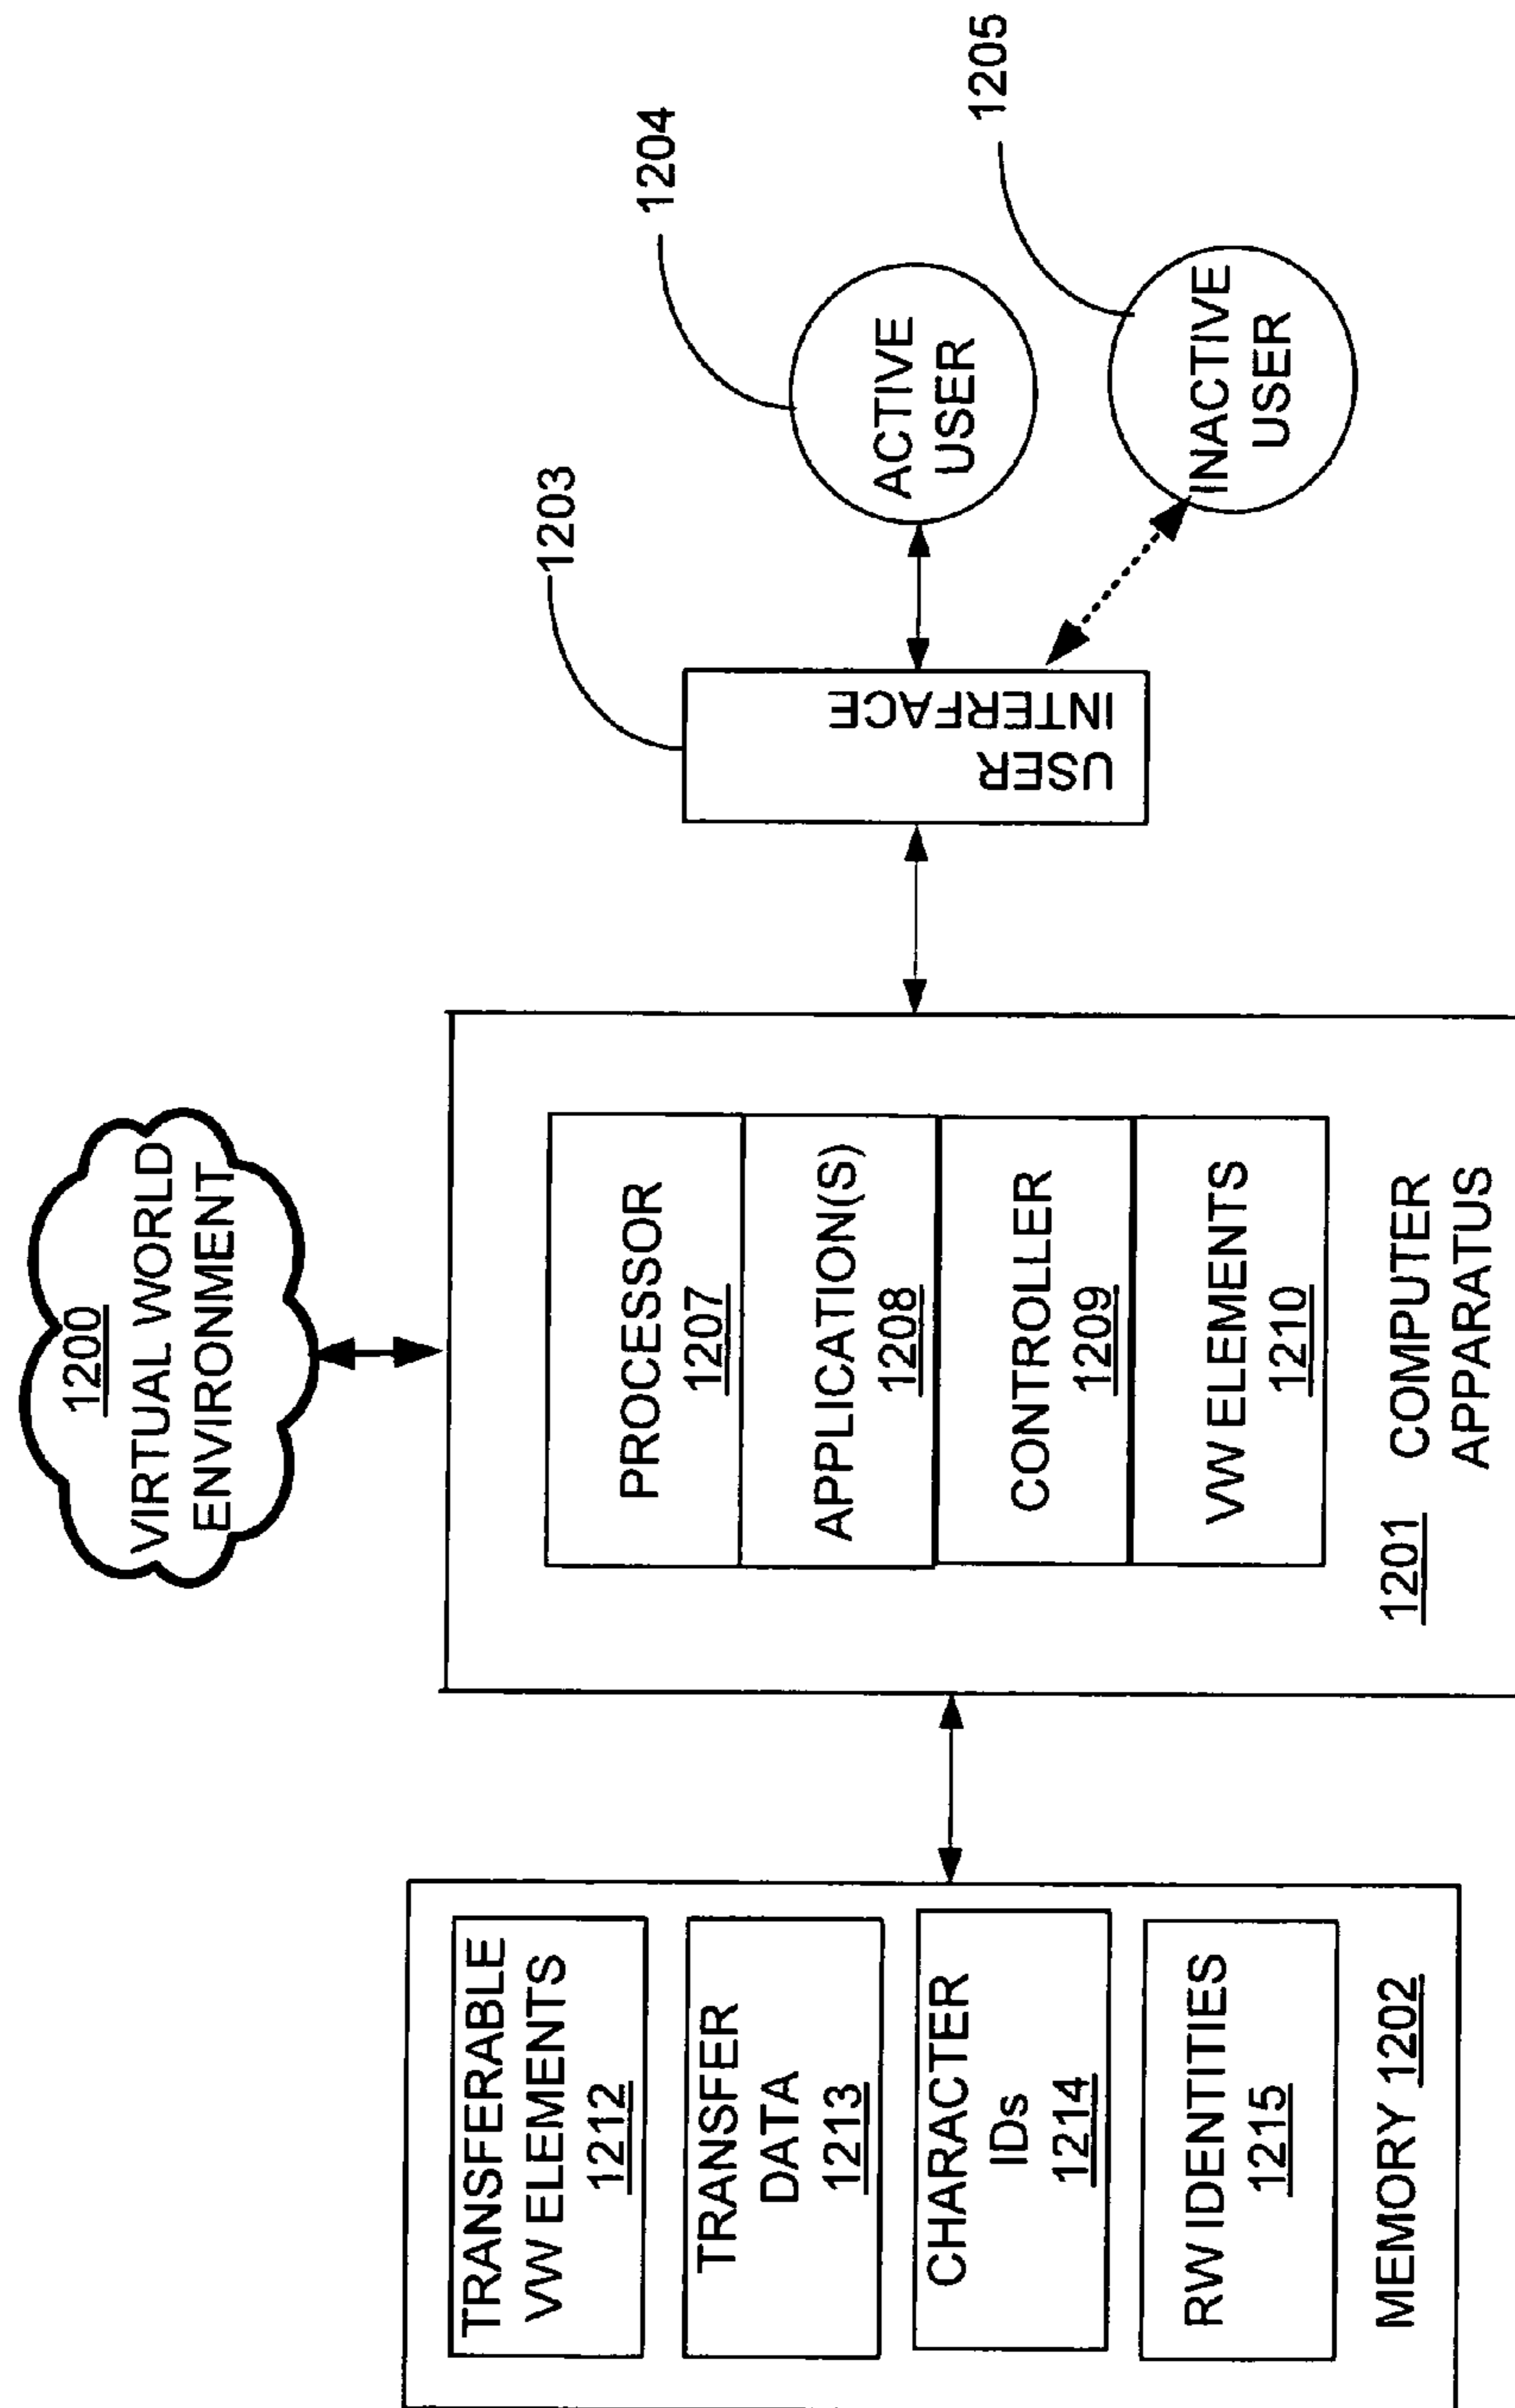 1200
VIRTUAL WORLD
ENVIRONMENT
TRANSFERABLE
VW ELEMENTS
1212
TRANSFER
DATA
1213
CHARACTER
IDs
1214
RW IDENTITIES
1215
MEMORY 1202
PROCESSOR
1207
APPLICATION(S)
1208
CONTROLLER
1209
VW ELEMENTS
1210
1201 COMPUTER
APPARATUS
1203
USER
INTERFACE
1204
ACTIVE
USER
1205
INACTIVE
USER